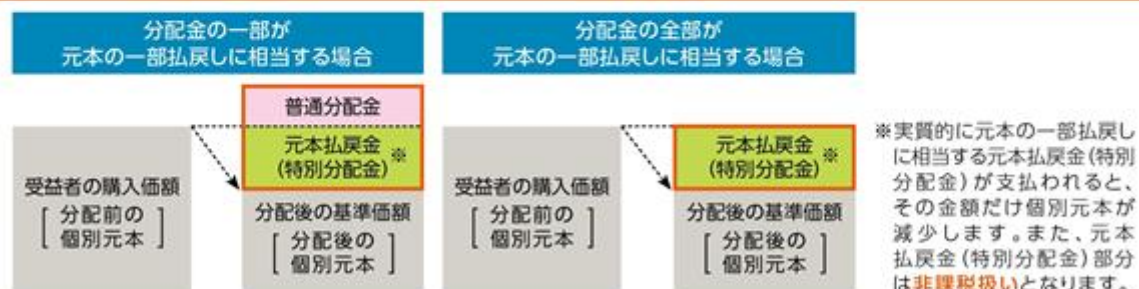 分配金の一部が
元本の一部払戻しに相当する場合
普通分配金
元本払戻金
(特別分配金)
※
受益者の購入価額
分配前の
個別元本
分配後の基準価額
分配後の
個別元本
分配金の全部が
元本の一部払戻しに相当する場合
元本払戻金
(特別分配金)
※
受益者の購入価額
分配前の
個別元本
分配後の基準価額
分配後の
個別元本
※実質的に元本の一部払戻し
に相当する元本払戻金(特別
分配金)が支払われると、
その金額だけ個別元本が
減少します。また、元本
払戻金(特別分配金)部分
は非課税扱いとなります。